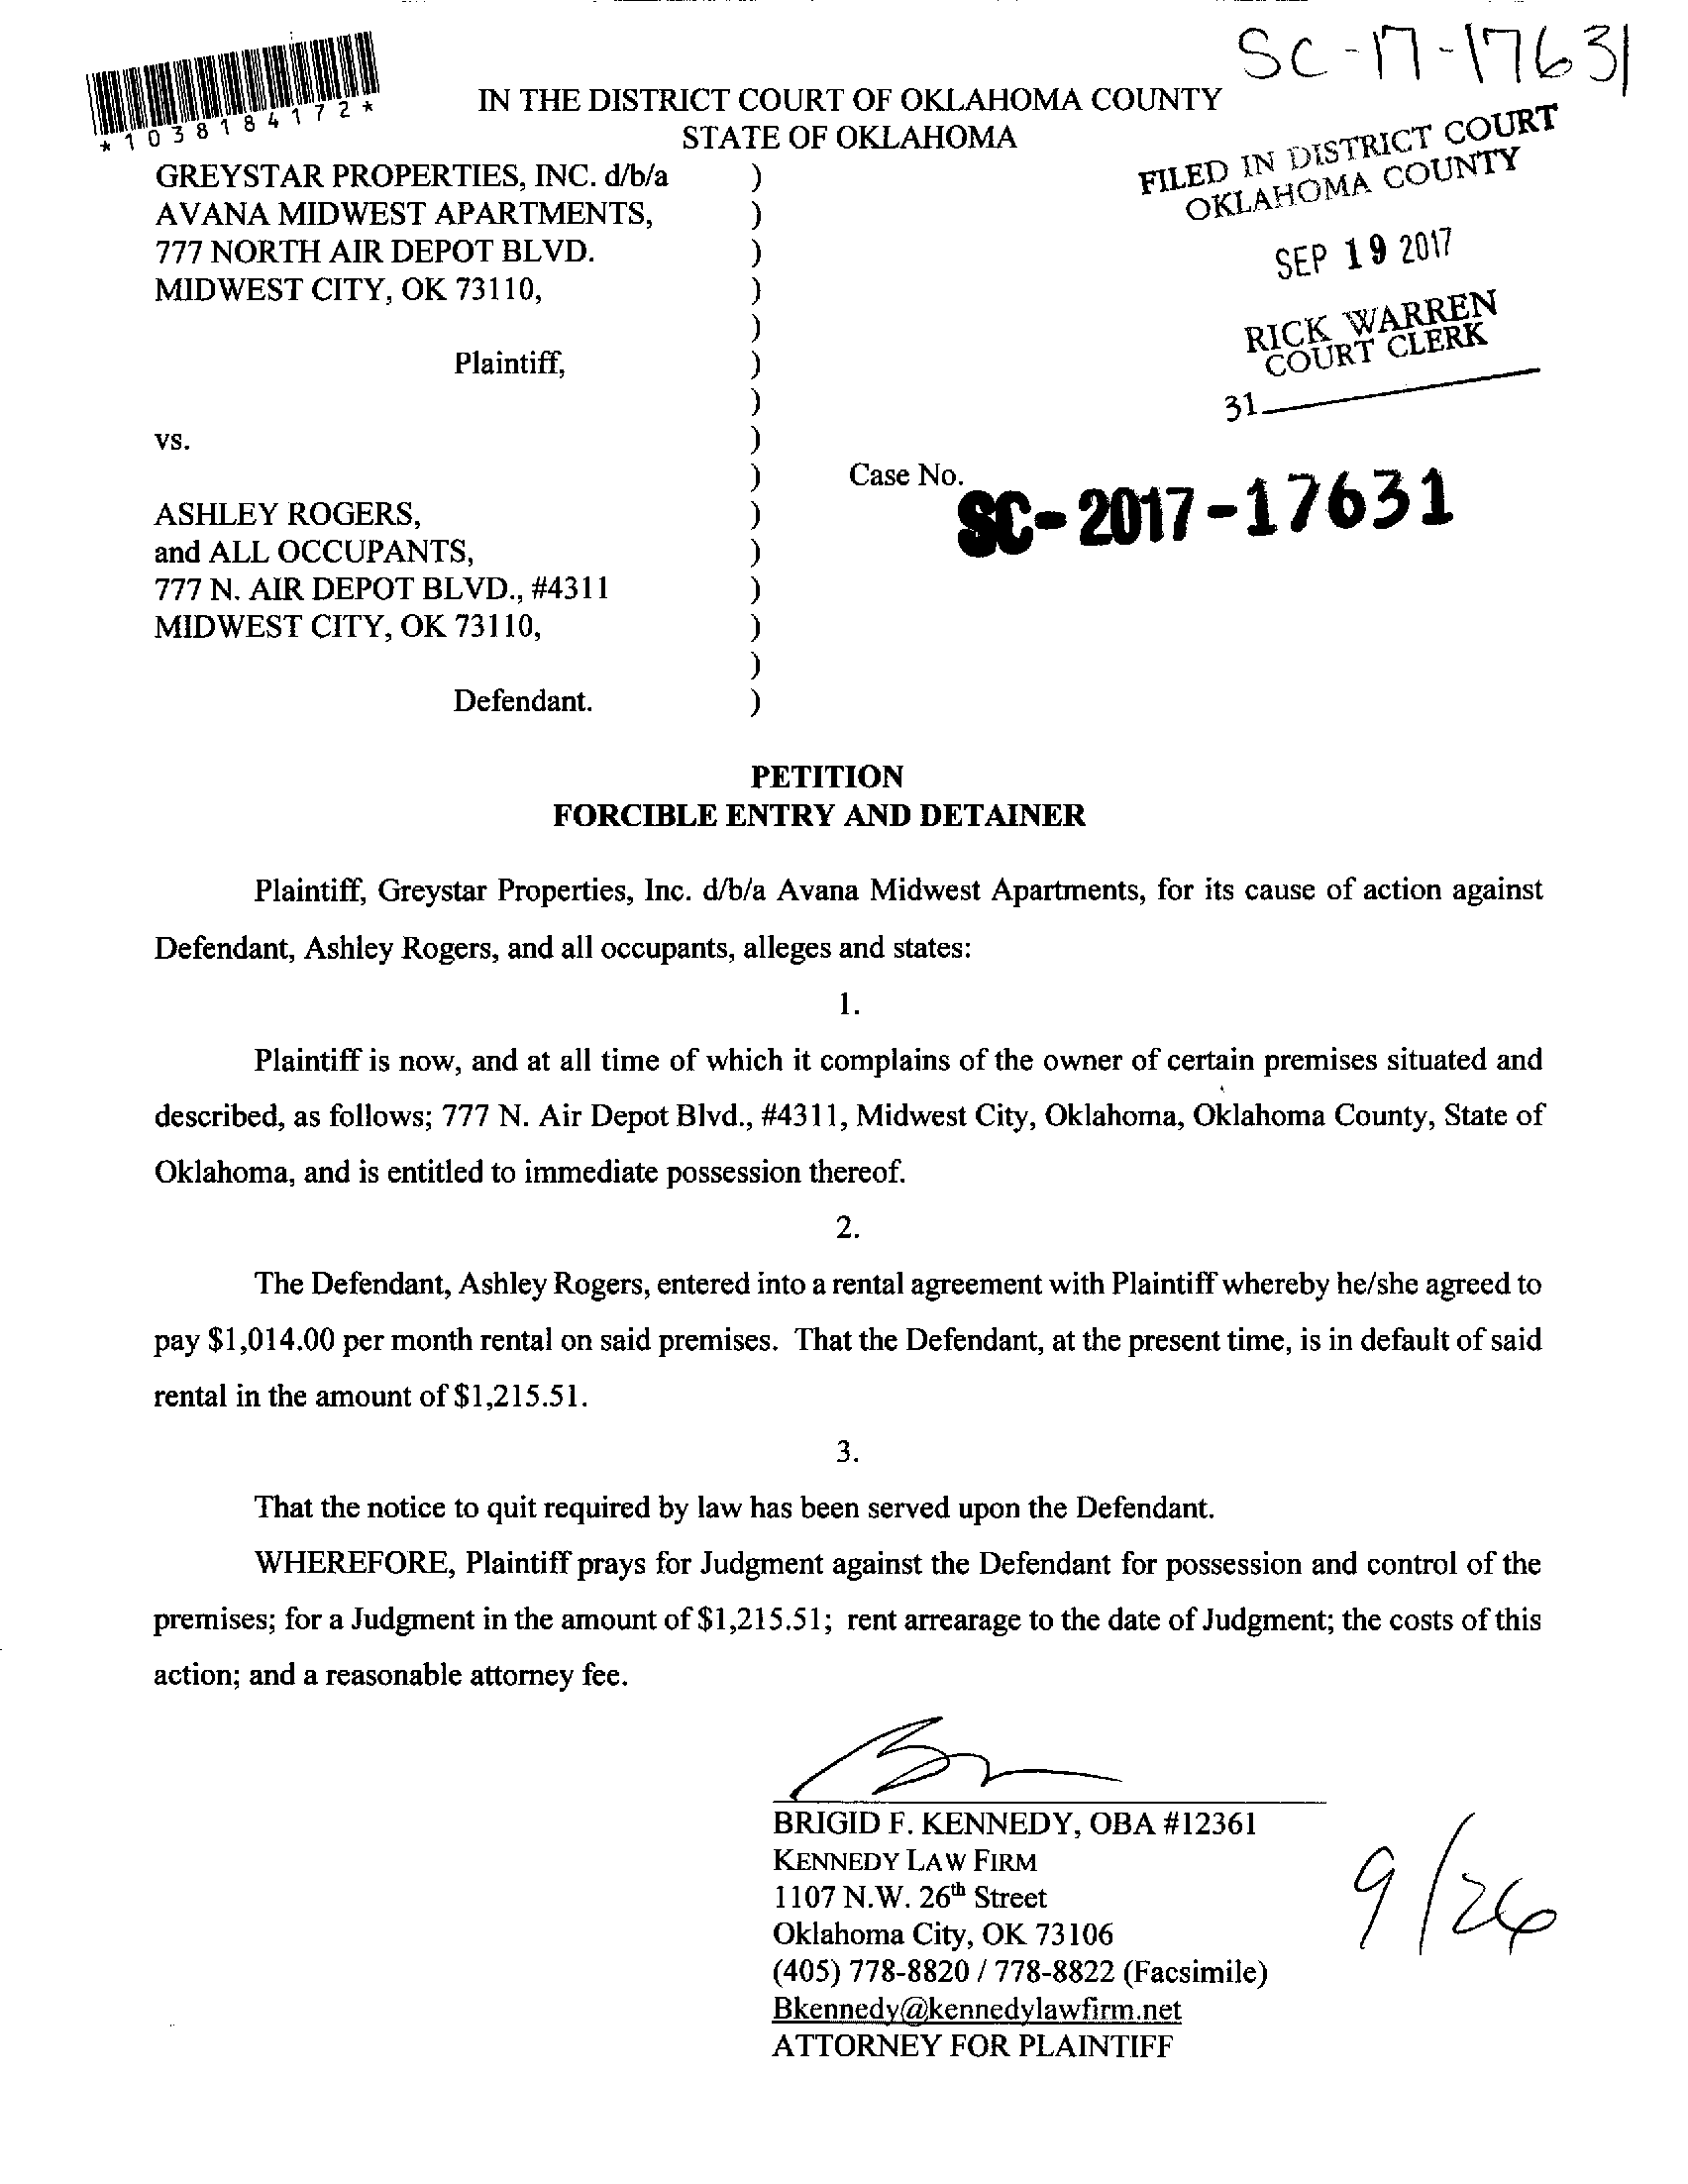 SC-17-17631
*1038184172*
IN THE DISTRICT COURT OF OKLAHOMA COUNTY
STATE OF OKLAHOMA
FILED IN DISTRICT COURT
OKLAHOMA COUNTY
SEP 19 2017
RICK WARREN
COURT CLERK
31
GREYSTAR PROPERTIES, INC. d/b/a )
AVANA MIDWEST APARTMENTS, )
777 NORTH AIR DEPOT BLVD. )
MIDWEST CITY, OK 73110, )
)
Plaintiff, )
)
vs. )
) Case No. SC-2017-17631
ASHLEY ROGERS, )
and ALL OCCUPANTS, )
777 N. AIR DEPOT BLVD., #4311 )
MIDWEST CITY, OK 73110, )
)
Defendant. )
PETITION
FORCIBLE ENTRY AND DETAINER
Plaintiff, Greystar Properties, Inc. d/b/a Avana Midwest Apartments, for its cause of action against
Defendant, Ashley Rogers, and all occupants, alleges and states:
1.
Plaintiff is now, and at all time of which it complains of the owner of certain premises situated and
described, as follows; 777 N. Air Depot Blvd., #4311, Midwest City, Oklahoma, Oklahoma County, State of
Oklahoma, and is entitled to immediate possession thereof.
2.
The Defendant, Ashley Rogers, entered into a rental agreement with Plaintiff whereby he/she agreed to
pay $1,014.00 per month rental on said premises. That the Defendant, at the present time, is in default of said
rental in the amount of $1,215.51.
3.
That the notice to quit required by law has been served upon the Defendant.
WHEREFORE, Plaintiff prays for Judgment against the Defendant for possession and control of the
premises; for a Judgment in the amount of $1,215.51; rent arrearage to the date of Judgment; the costs of this
action; and a reasonable attorney fee.
BRIGID F. KENNEDY, OBA #12361
KENNEDY LAW FIRM
1107 N.W. 26th Street
Oklahoma City, OK 73106
(405) 778-8820 / 778-8822 (Facsimile)
Bkennedy@kennedylawfirm.net
ATTORNEY FOR PLAINTIFF
9/26